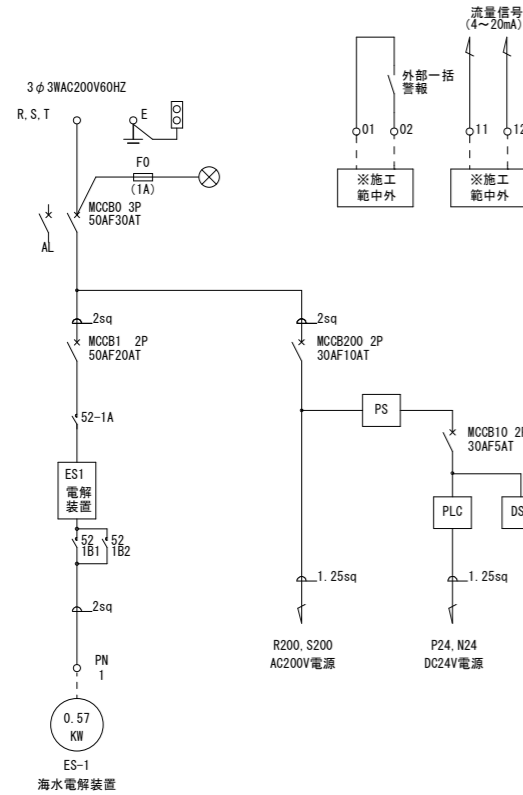 流量信号
(4～20mA)
外部一括
警報
01
02
11
12
※施工
範中外
※施工
範中外
3φ3WAC200V60HZ
R,S,T
E
F0
(1A)
MCCB0 3P
50AF30AT
AL
2sq
MCCB1 2P
50AF20AT
2sq
MCCB200 2P
30AF10AT
52-1A
PS
MCCB10
30AF5AT
ES1
電解
装置
PLC
52
1B1
52
1B2
2sq
1.25sq
1.25sq
R200,S200
AC200V電源
P24,N24
DC24V電源
PN
1
0.57
KW
ES-1
海水電解装置